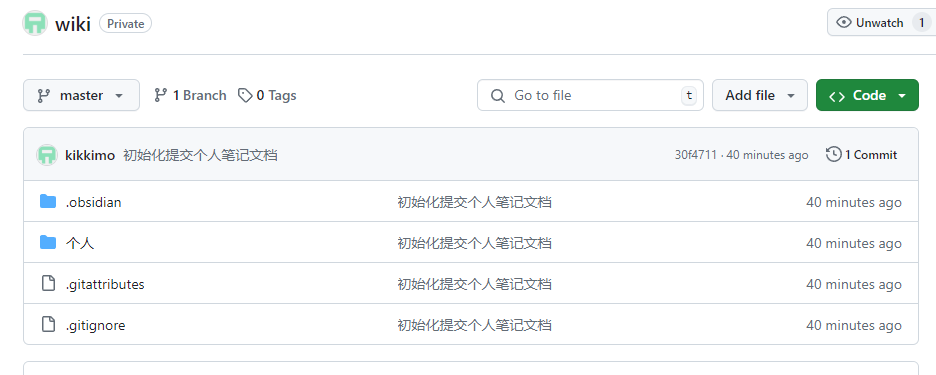 wiki Private Unwatch 1
master 1 Branch 0 Tags Go to file t Add file Code
kikkimo 初始化提交个人笔记文档 30f4711 · 40 minutes ago 1 Commit
.obsidian 初始化提交个人笔记文档 40 minutes ago
个人 初始化提交个人笔记文档 40 minutes ago
.gitattributes 初始化提交个人笔记文档 40 minutes ago
.gitignore 初始化提交个人笔记文档 40 minutes ago